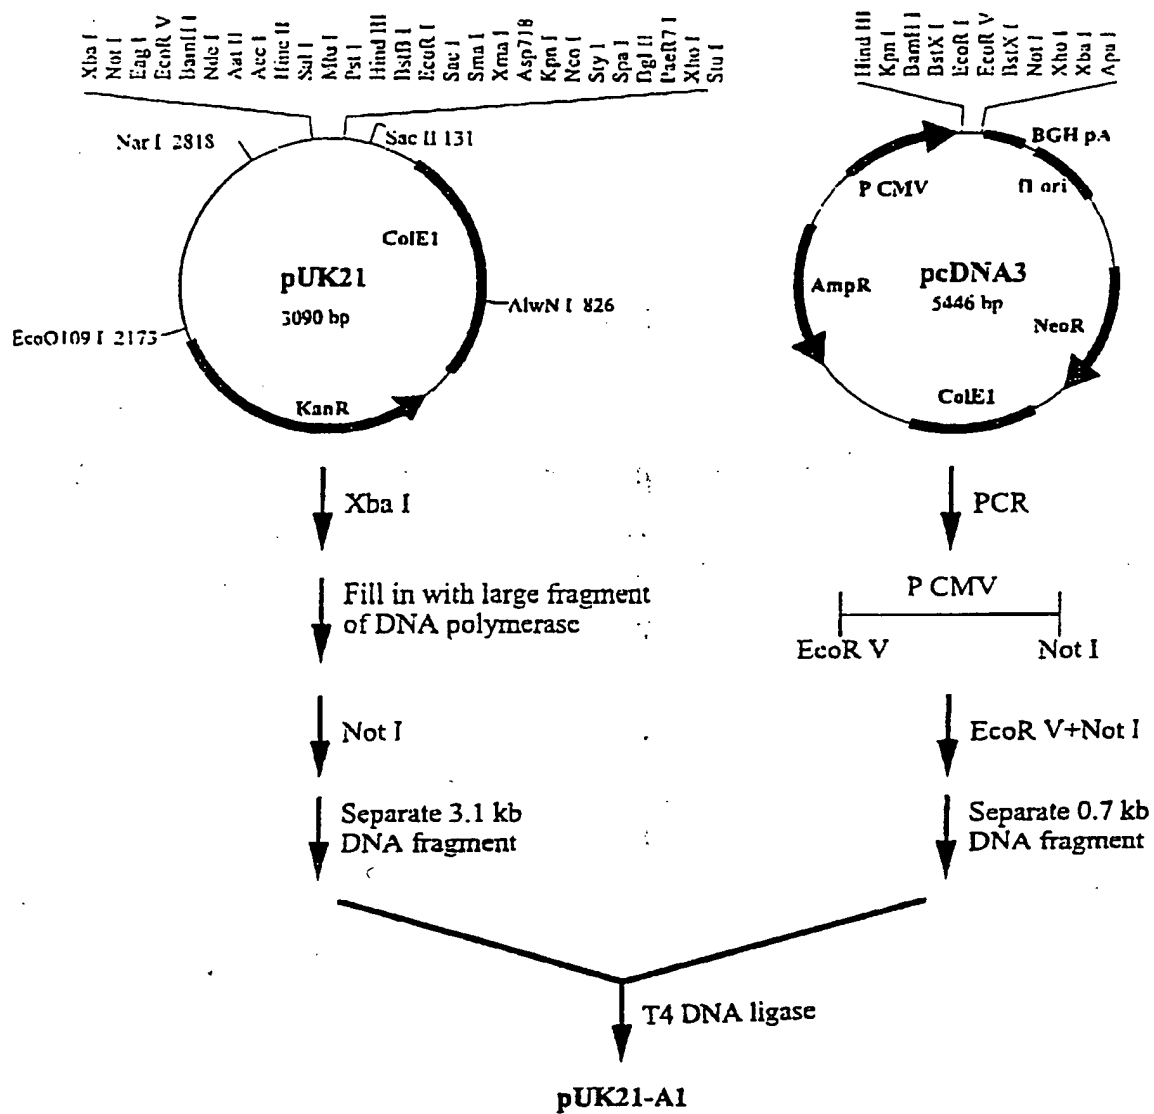 Xba I
Not I
Eag I
EcoR V
BamH I
Nde I
Aat II
Acc I
Hinc II
Sal I
Mlu I
Pst I
Hind III
BstB I
EcoR I
Sac I
Sma I
Xma I
Asp718
Kpn I
Nco I
Sty I
Spa I
Bgl II
PaeR7 I
Xho I
Stu I
Hind III
Kpn I
BamH I
BstX I
EcoR I
EcoR V
BstX I
Not I
Xho I
Xba I
Apa I
Nar I 2818
Sac II 131
BGH pA
P CMV
f1 ori
ColE1
pUK21
3090 bp
AlwN I 826
EcoO109 I 2173
KanR
AmpR
pcDNA3
5446 bp
NeoR
ColE1
Xba I
PCR
Fill in with large fragment
of DNA polymerase
P CMV
EcoR V
Not I
Not I
EcoR V+Not I
Separate 3.1 kb
DNA fragment
Separate 0.7 kb
DNA fragment
T4 DNA ligase
pUK21-A1